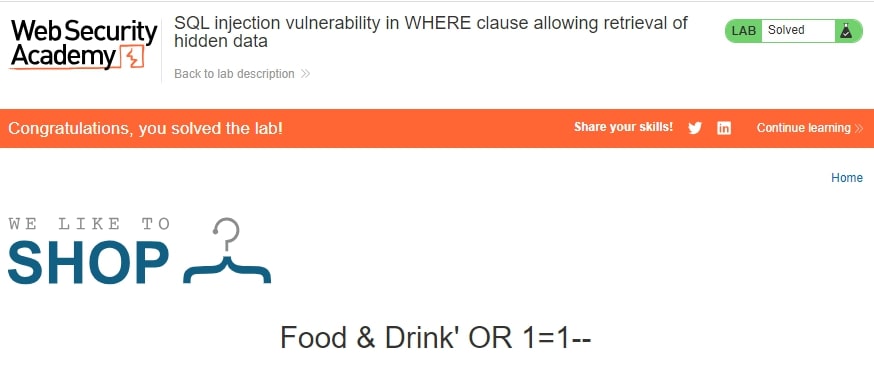 Web Security
Academy
SQL injection vulnerability in WHERE clause allowing retrieval of
hidden data
Back to lab description >>
LAB Solved
Congratulations, you solved the lab!
Share your skills!
in
Continue learning >>
Home
WE LIKE TO
SHOP
Food & Drink' OR 1=1--